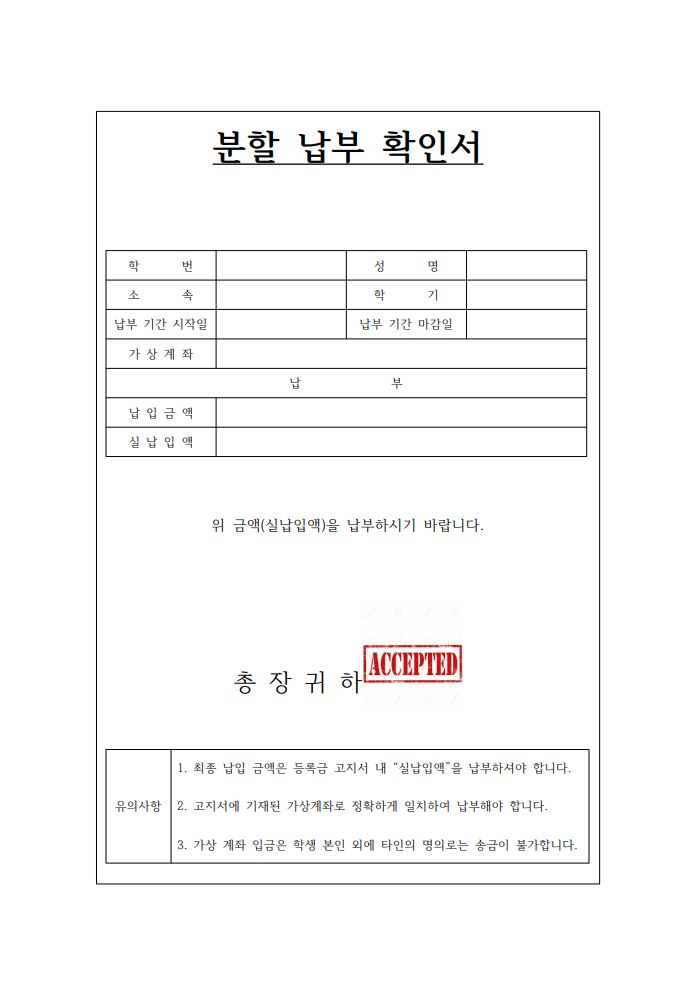 분할 납부 확인서
학 번 성 명
소 속 학 기
납부 기간 시작일 납부 기간 마감일
가 상 계 좌
납 부
납 입 금 액
실 납 입 액
위 금액(실납입액)을 납부하시기 바랍니다.
총 장 귀 하 ACCEPTED
1. 최종 납입 금액은 등록금 고지서 내 “실납입액”을 납부하셔야 합니다.
유의사항 2. 고지서에 기재된 가상계좌로 정확하게 일치하여 납부해야 합니다.
3. 가상 계좌 입금은 학생 본인 외에 타인의 명의로는 송금이 불가합니다.